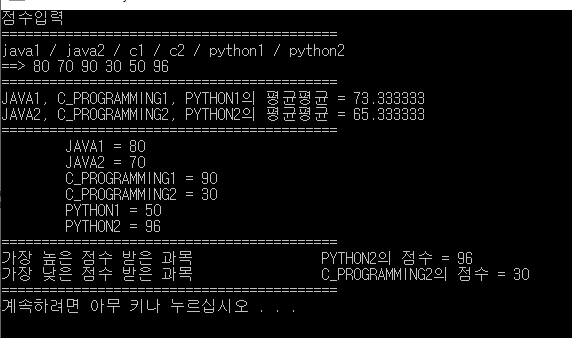 점수입력
==========================================
java1 / java2 / c1 / c2 / python1 / python2
==> 80 70 90 30 50 96
==========================================
JAVA1, C_PROGRAMMING1, PYTHON1의 평균평균 = 73.333333
JAVA2, C_PROGRAMMING2, PYTHON2의 평균평균 = 65.333333
==========================================
JAVA1 = 80
JAVA2 = 70
C_PROGRAMMING1 = 90
C_PROGRAMMING2 = 30
PYTHON1 = 50
PYTHON2 = 96
==========================================
가장 높은 점수 받은 과목 PYTHON2의 점수 = 96
가장 낮은 점수 받은 과목 C_PROGRAMMING2의 점수 = 30
==========================================
계속하려면 아무 키나 누르십시오 . . .